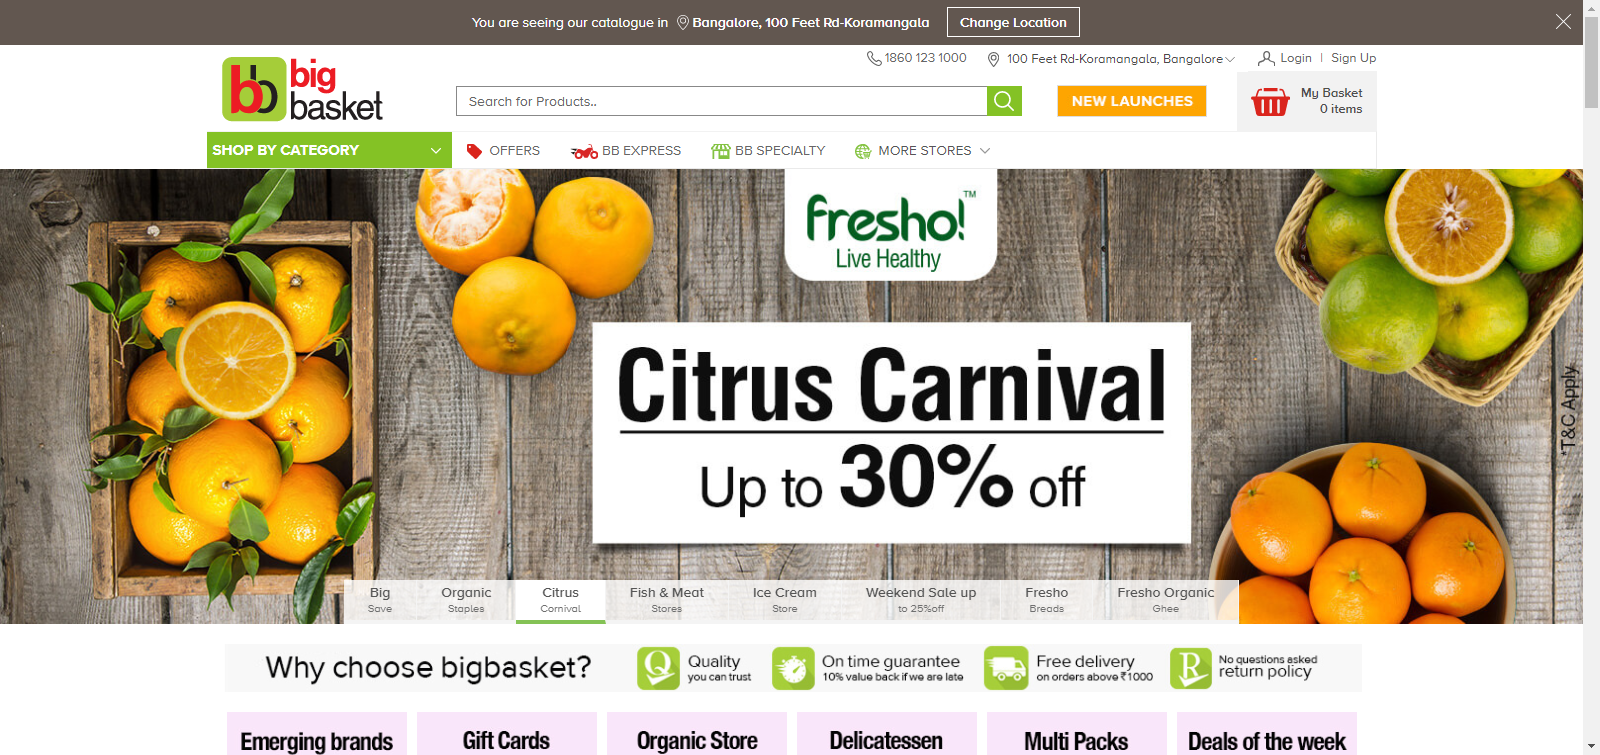 You are seeing our catalogue in Bangalore, 100 Feet Rd-Koramangala Change Location
1860 123 1000 100 Feet Rd-Koramangala, Bangalore Login | Sign Up
bb big basket
Search for Products..
NEW LAUNCHES
My Basket
0 items
SHOP BY CATEGORY OFFERS BB EXPRESS BB SPECIALTY MORE STORES
fresho!™
Live Healthy
Citrus Carnival
Up to 30% off
*T&C Apply
Big
Save
Organic
Staples
Citrus
Cornival
Fish & Meat
Stores
Ice Cream
Store
Weekend Sale up
to 25%off
Fresho
Breads
Fresho Organic
Ghee
Why choose bigbasket?
Quality
you can trust
On time guarantee
10% value back if we are late
Free delivery
on orders above ₹1000
No questions asked
return policy
Emerging brands Gift Cards Organic Store Delicatessen Multi Packs Deals of the week